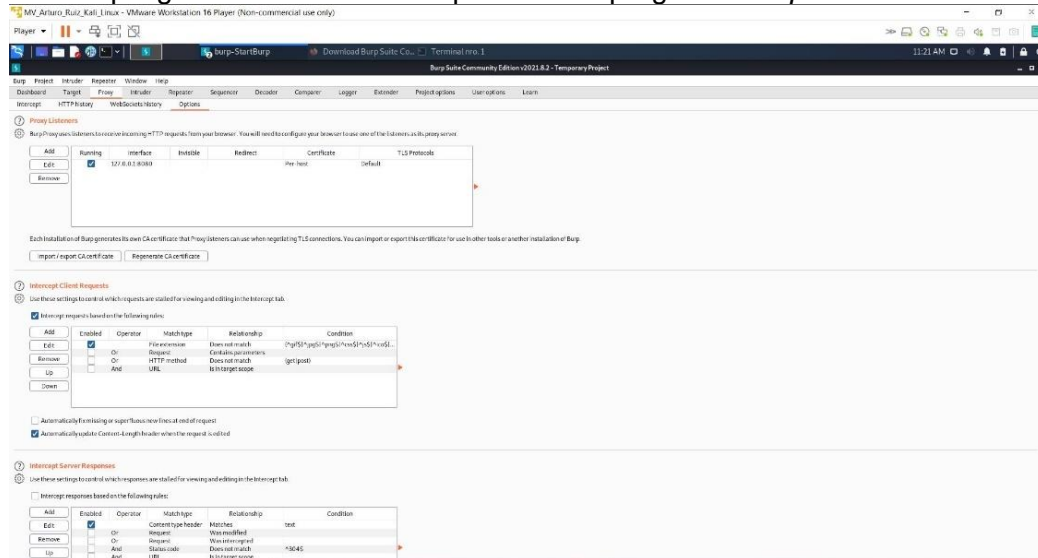 MV_Arturo_Ruiz_Kali_Linux - VMware Workstation 16 Player (Non-commercial use only)
Player
burp-StartBurp Download Burp Suite Co... Terminal nro. 1 11:21 AM
Burp Suite Community Edition v2021.8.2 - Temporary Project
Burp Project Intruder Repeater Window Help
Dashboard Target Proxy Intruder Repeater Sequencer Decoder Comparer Logger Extender Project options User options Learn
Intercept HTTP history WebSockets history Options
Proxy Listeners
Burp Proxy uses listeners to receive incoming HTTP requests from your browser. You will need to configure your browser to use one of the listeners as its proxy server.
Add Running Interface Invisible Redirect Certificate TLS Protocols
Edit 127.0.0.1:8080 Per-host Default
Remove
Each installation of Burp generates its own CA certificate that Proxy listeners can use when negotiating TLS connections. You can import or export this certificate for use in other tools or another installation of Burp.
Import / export CA certificate Regenerate CA certificate
Intercept Client Requests
Use these settings to control which requests are stalled for viewing and editing in the Intercept tab.
Intercept requests based on the following rules:
Add Enabled Operator Match type Relationship Condition
Edit File extension Does not match (^gif$|^jpg$|^png$|^css$|^js$|^ico$|...
Or Request Contains parameters
Remove Or HTTP method Does not match (get|post)
Up And URL Is in target scope
Down
Automatically fix missing or superfluous new lines at end of request
Automatically update Content-Length header when the request is edited
Intercept Server Responses
Use these settings to control which responses are stalled for viewing and editing in the Intercept tab.
Intercept responses based on the following rules:
Add Enabled Operator Match type Relationship Condition
Edit Content type header Matches text
Or Request Was modified
Remove Or Request Was intercepted
And Status code Does not match ^304$
Up And URL Is in target scope